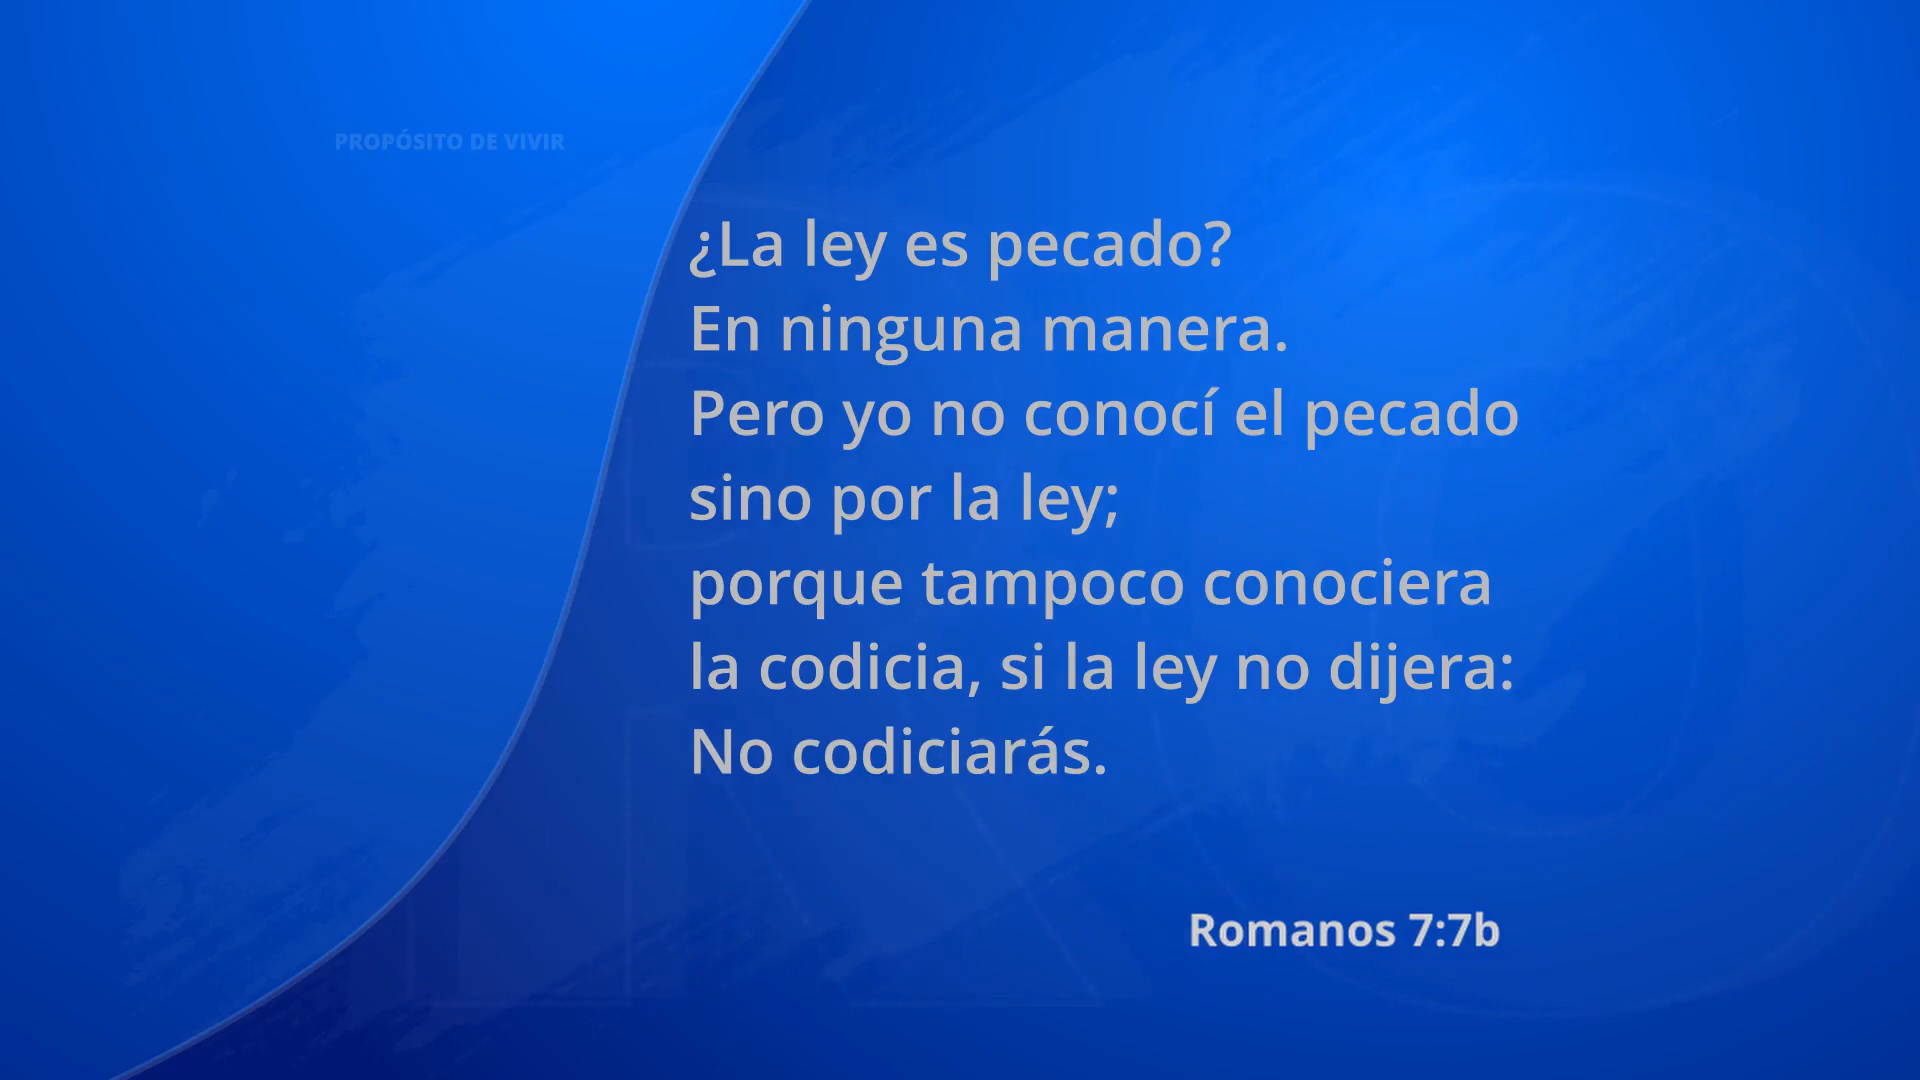 PROPÓSITO DE VIVIR
¿La ley es pecado?
En ninguna manera.
Pero yo no conocí el pecado
sino por la ley;
porque tampoco conociera
la codicia, si la ley no dijera:
No codiciarás.
Romanos 7:7b